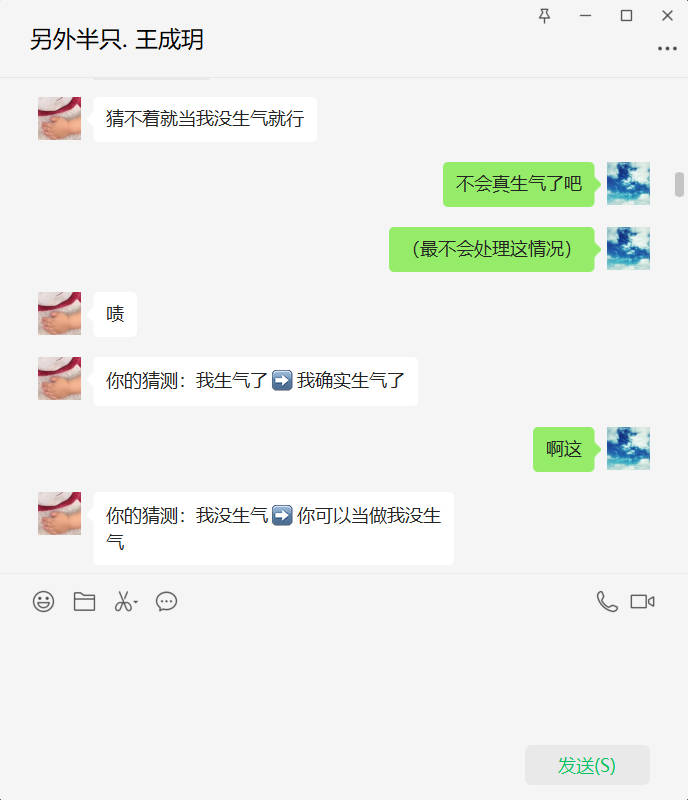 另外半只. 王成玥
猜不着就当我没生气就行
不会真生气了吧
（最不会处理这情况）
啧
你的猜测：我生气了➡️我确实生气了
啊这
你的猜测：我没生气➡️你可以当做我没生
气
发送(S)